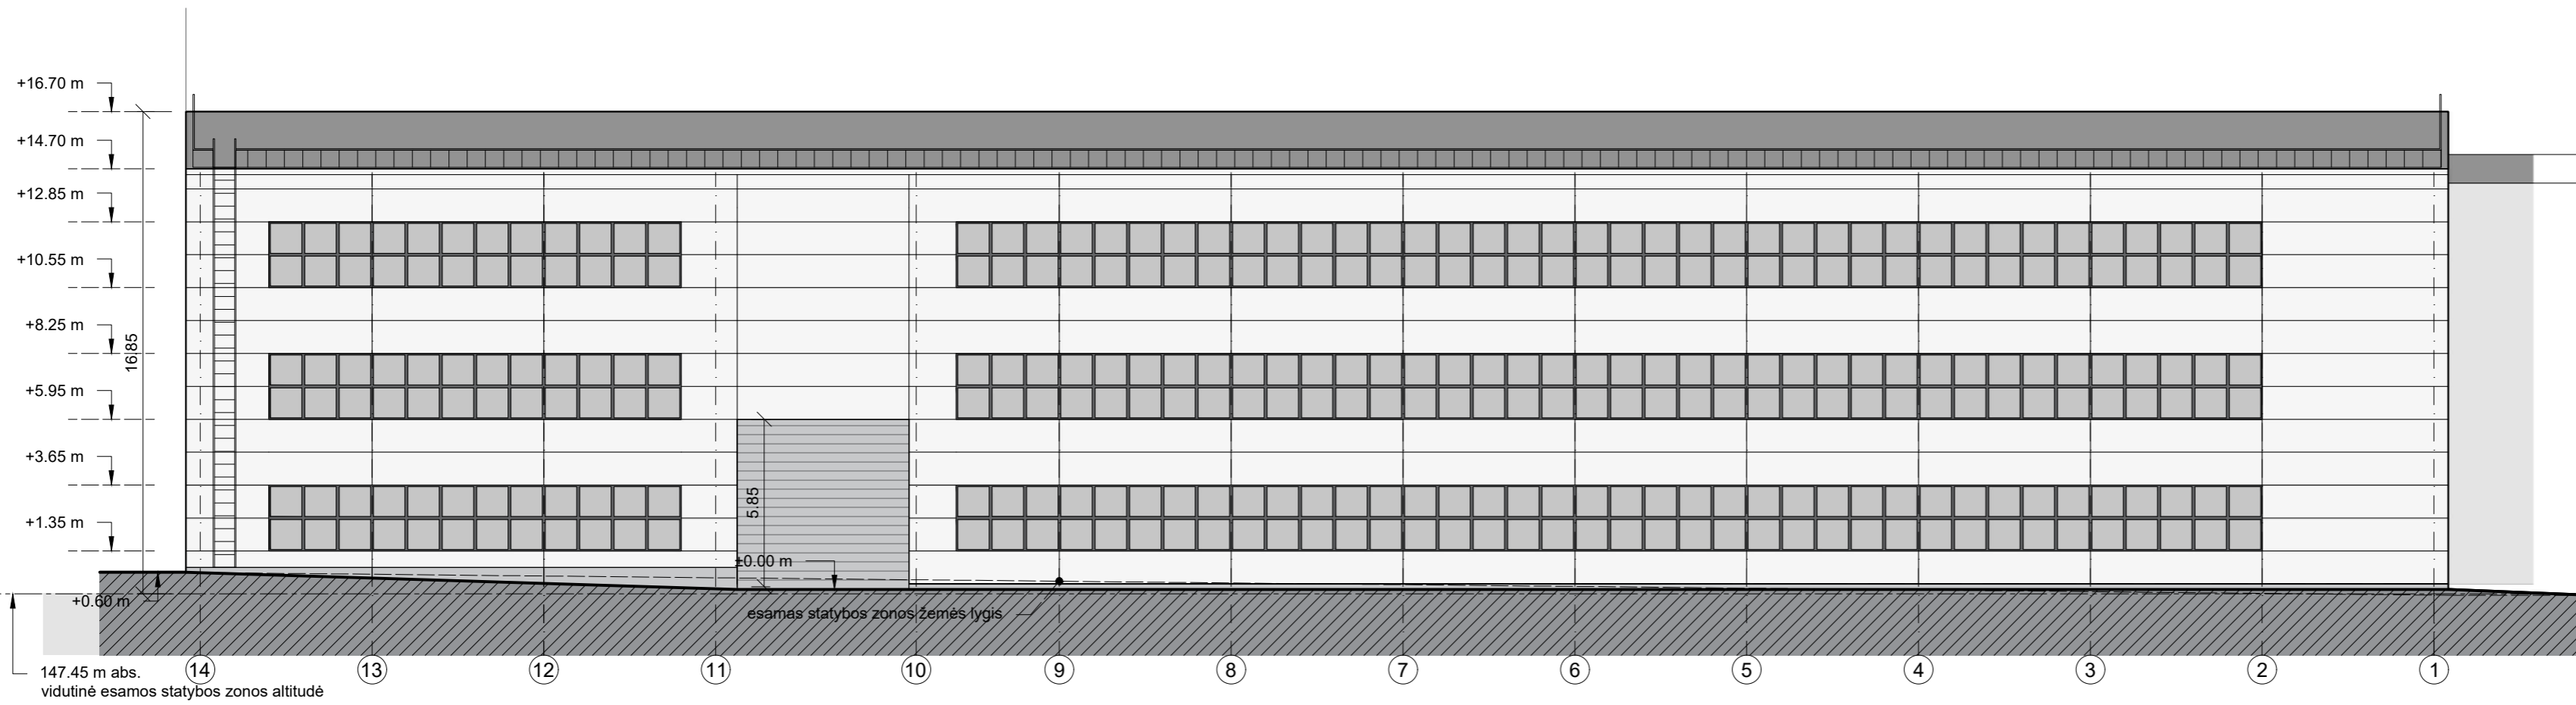 +16.70 m
+14.70 m
+12.85 m
+10.55 m
+8.25 m
16.85
+5.95 m
+3.65 m
5.85
+1.35 m
±0.00 m
+0.60 m
esamas statybos zonos žemės lygis
14 13 12 11 10 9 8 7 6 5 4 3 2 1
147.45 m abs.
vidutinė esamos statybos zonos altitudė